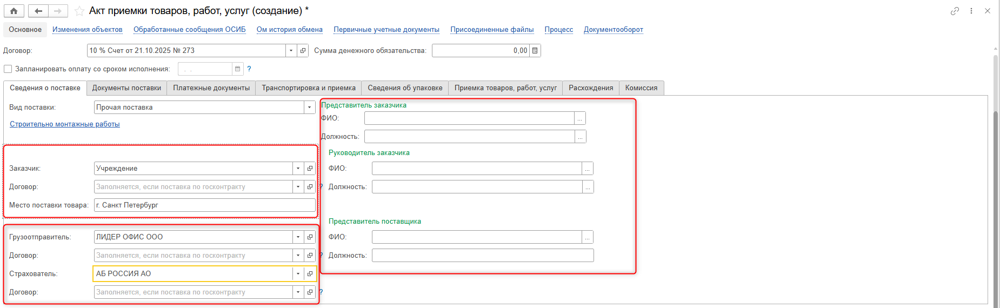 Акт приемки товаров, работ, услуг (создание) *
Основное Изменения объектов Обработанные сообщения ОСИБ Ом история обмена Первичные учетные документы Присоединенные файлы Процесс Документооборот
Договор: 10 % Счет от 21.10.2025 № 273 Сумма денежного обязательства: 0,00
Запланировать оплату со сроком исполнения: . . ?
Сведения о поставке Документы поставки Платежные документы Транспортировка и приемка Сведения об упаковке Приемка товаров, работ, услуг Расхождения Комиссия
Вид поставки: Прочая поставка
Строительно монтажные работы
Заказчик: Учреждение
Договор: Заполняется, если поставка по госконтракту ?
Место поставки товара: г. Санкт Петербург
Грузоотправитель: ЛИДЕР ОФИС ООО
Договор: Заполняется, если поставка по госконтракту ?
Страхователь: АБ РОССИЯ АО
Договор: Заполняется, если поставка по госконтракту ?
Представитель заказчика
ФИО: ...
Должность: ...
Руководитель заказчика
ФИО: ...
Должность: ...
Представитель поставщика
ФИО: ...
Должность: